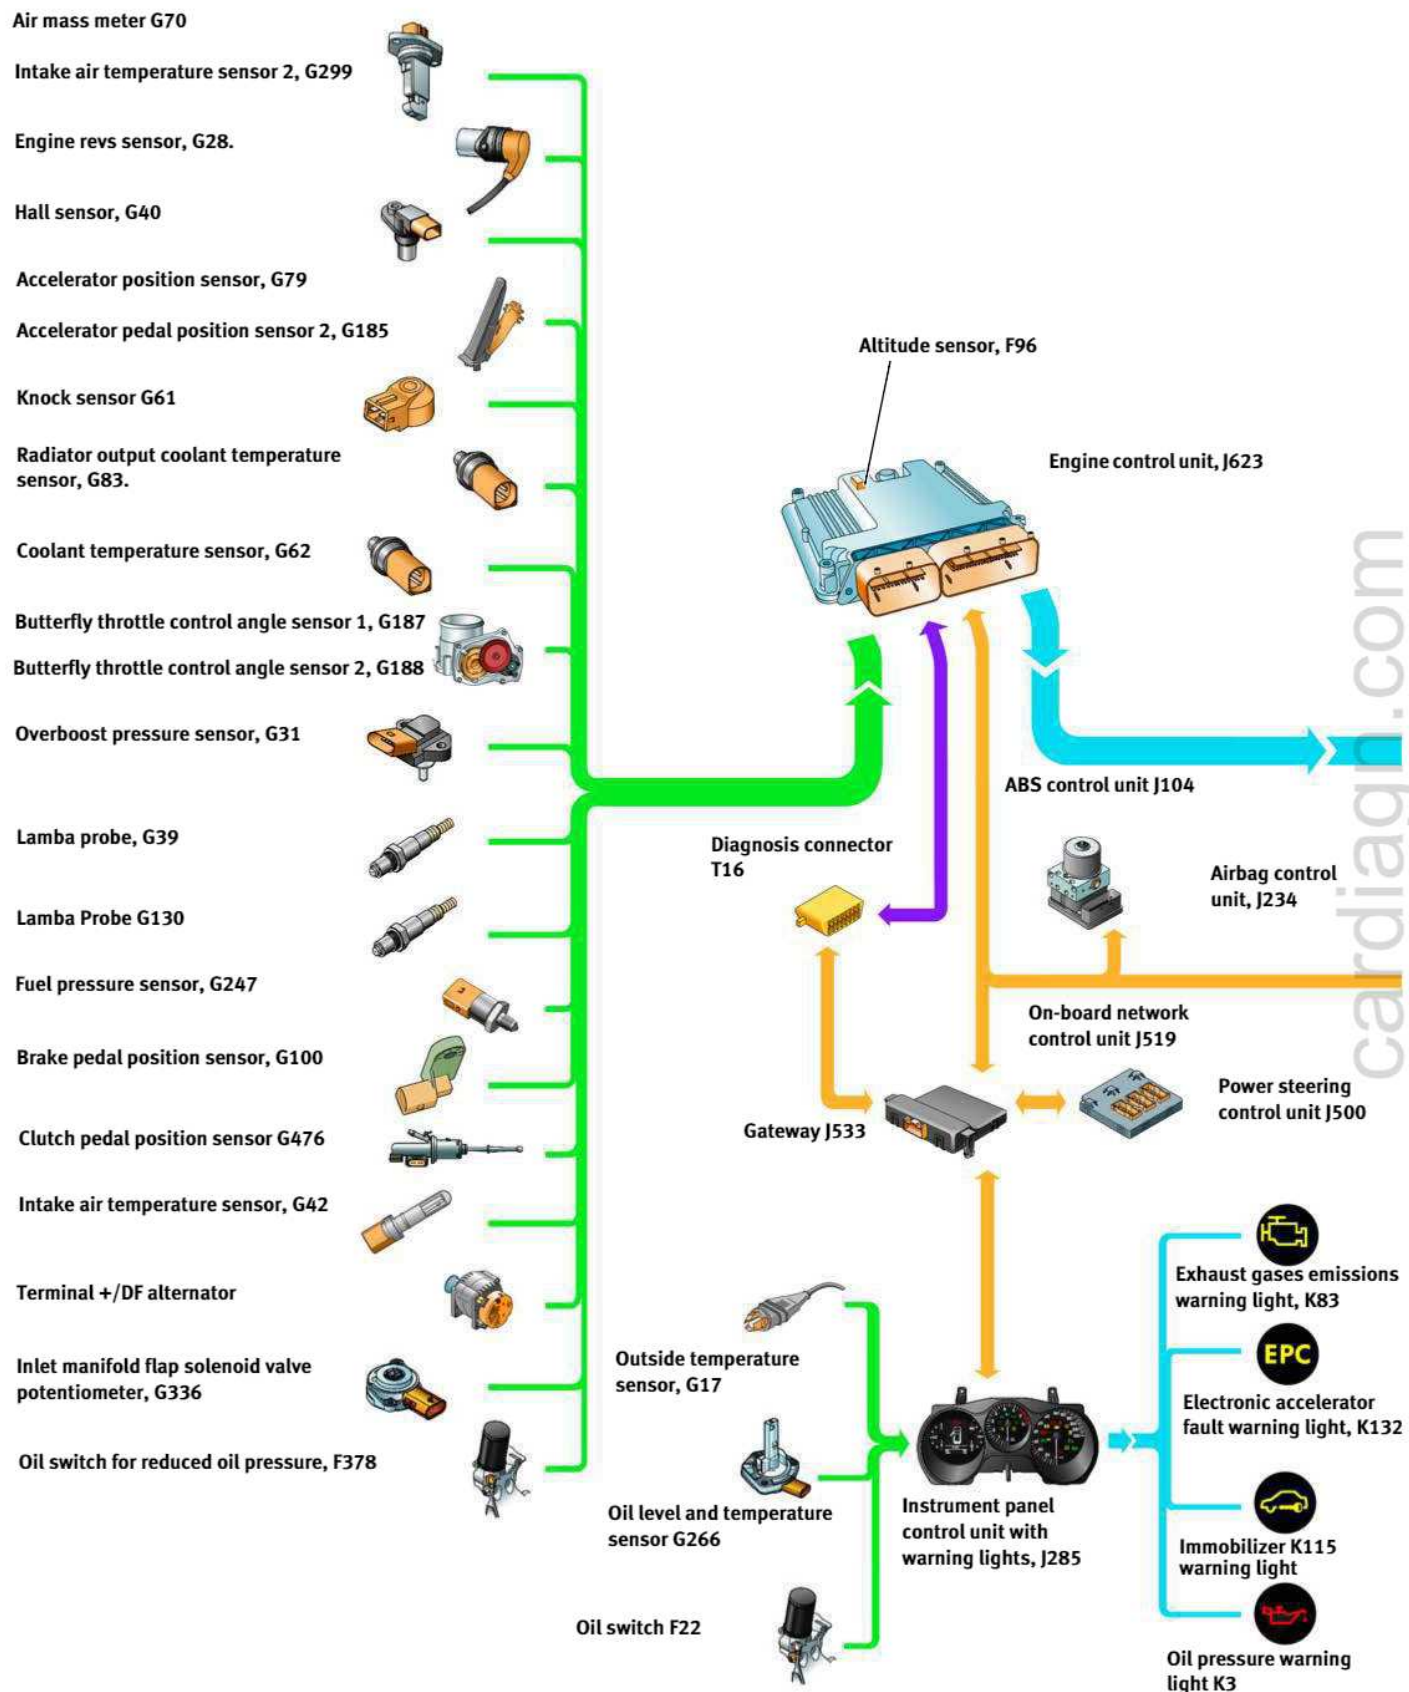 Air mass meter G70
Intake air temperature sensor 2, G299
Engine revs sensor, G28.
Hall sensor, G40
Accelerator position sensor, G79
Accelerator pedal position sensor 2, G185
Knock sensor G61
Radiator output coolant temperature
sensor, G83.
Coolant temperature sensor, G62
Butterfly throttle control angle sensor 1, G187
Butterfly throttle control angle sensor 2, G188
Overboost pressure sensor, G31
Lamba probe, G39
Lamba Probe G130
Fuel pressure sensor, G247
Brake pedal position sensor, G100
Clutch pedal position sensor G476
Intake air temperature sensor, G42
Terminal +/DF alternator
Inlet manifold flap solenoid valve
potentiometer, G336
Oil switch for reduced oil pressure, F378
Altitude sensor, F96
Engine control unit, J623
ABS control unit J104
Diagnosis connector
T16
Airbag control
unit, J234
On-board network
control unit J519
Power steering
control unit J500
Gateway J533
Outside temperature
sensor, G17
Oil level and temperature
sensor G266
Oil switch F22
Instrument panel
control unit with
warning lights, J285
Exhaust gases emissions
warning light, K83
EPC
Electronic accelerator
fault warning light, K132
Immobilizer K115
warning light
Oil pressure warning
light K3
cardiagn.com